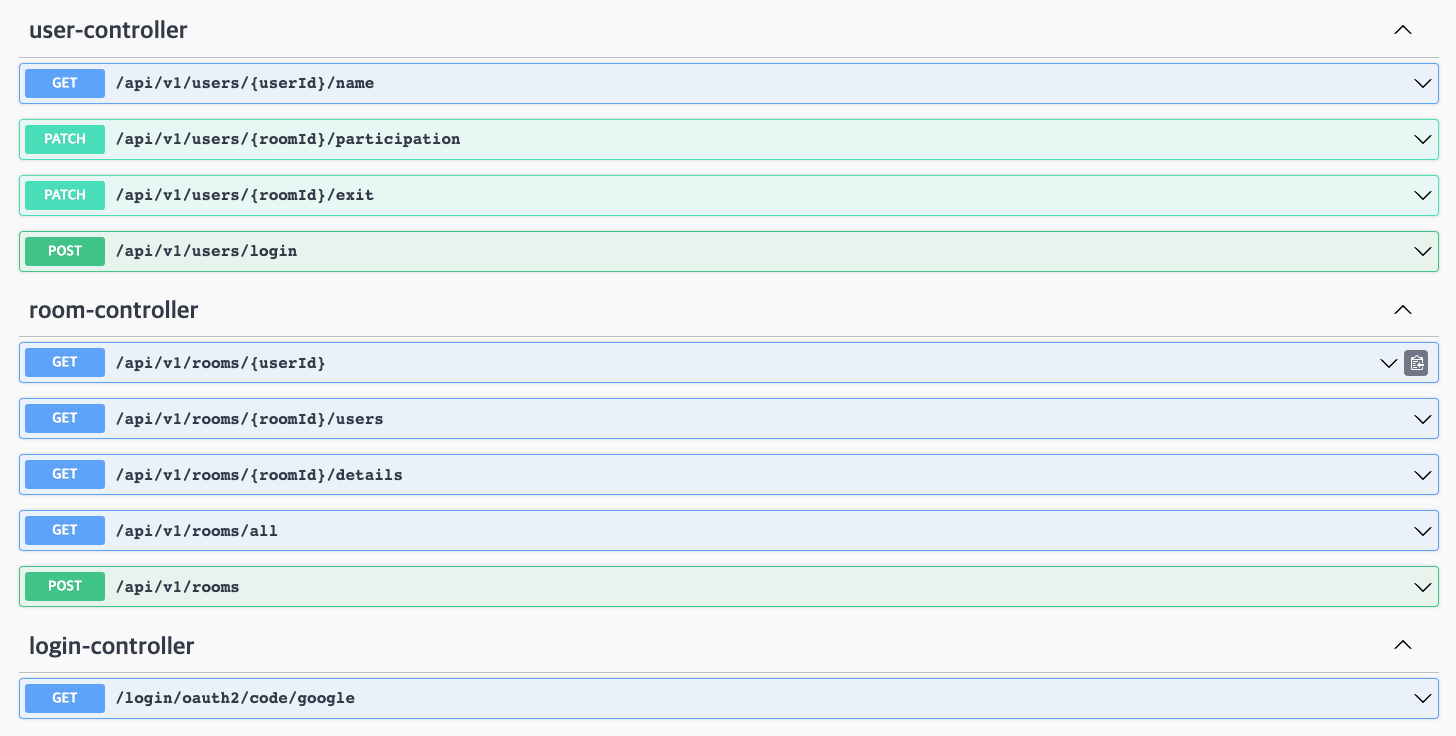 user-controller
GET /api/v1/users/{userId}/name
PATCH /api/v1/users/{roomId}/participation
PATCH /api/v1/users/{roomId}/exit
POST /api/v1/users/login
room-controller
GET /api/v1/rooms/{userId}
GET /api/v1/rooms/{roomId}/users
GET /api/v1/rooms/{roomId}/details
GET /api/v1/rooms/all
POST /api/v1/rooms
login-controller
GET /login/oauth2/code/google